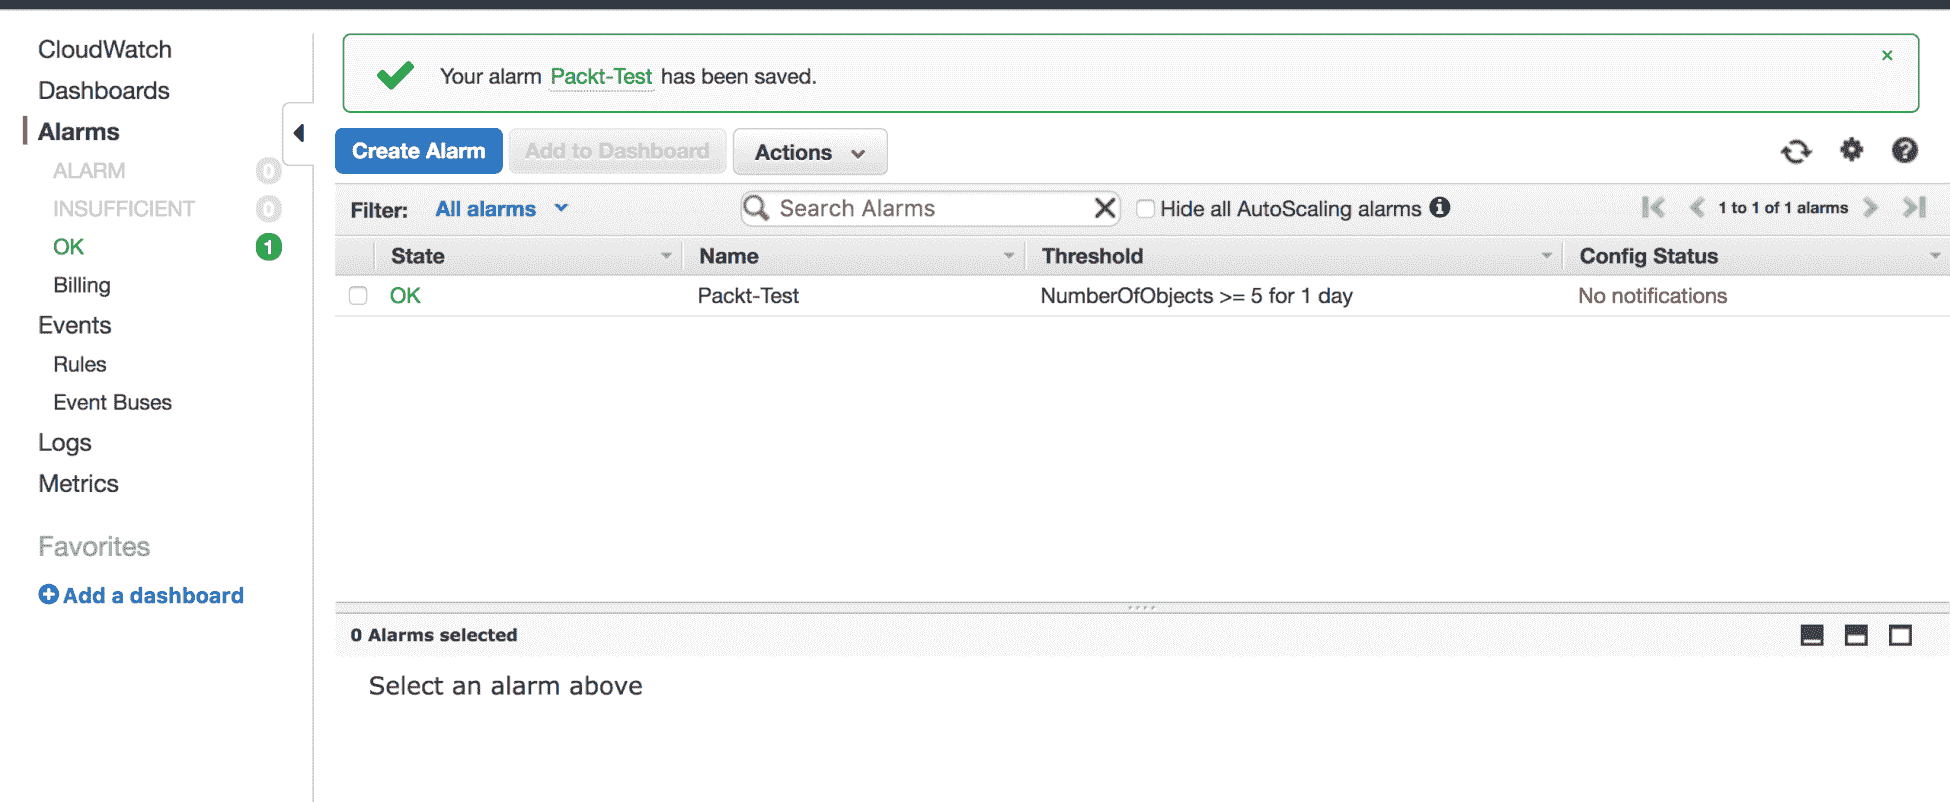 CloudWatch
Dashboards
Alarms
ALARM 0
INSUFFICIENT 0
OK 1
Billing
Events
Rules
Event Buses
Logs
Metrics
Favorites
Add a dashboard
Your alarm Packt-Test has been saved.
Create Alarm Add to Dashboard Actions
Filter: All alarms Search Alarms Hide all AutoScaling alarms 1 to 1 of 1 alarms
State Name Threshold Config Status
OK Packt-Test NumberOfObjects >= 5 for 1 day No notifications
0 Alarms selected
Select an alarm above